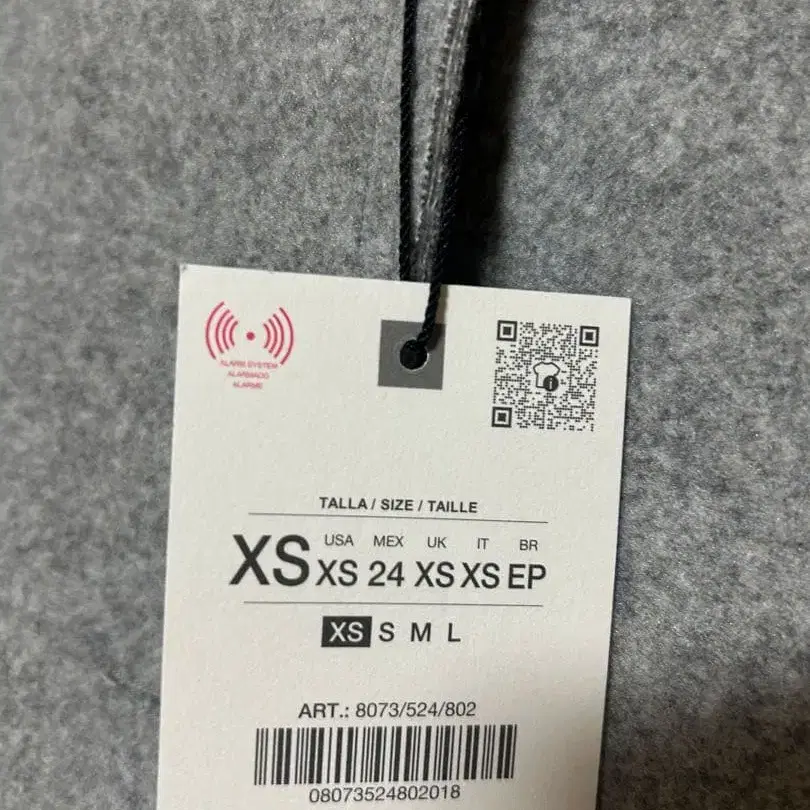 ALARM SYSTEM
ALARMADO
ALARME
TALLA / SIZE / TAILLE
USA MEX UK IT BR
XS XS 24 XS XS EP
XS S M L
ART.: 8073/524/802
08073524802018